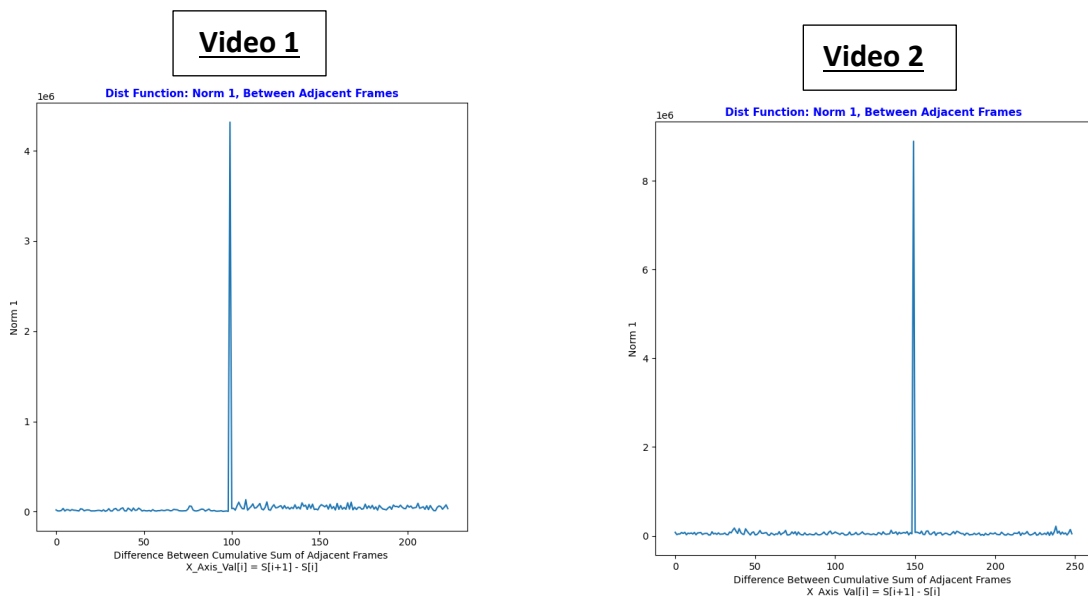 Video 1
Dist Function: Norm 1, Between Adjacent Frames
1e6
4
3
2
1
0
Norm 1
0 50 100 150 200
Difference Between Cumulative Sum of Adjacent Frames
X_Axis_Val[i] = S[i+1] - S[i]
Video 2
Dist Function: Norm 1, Between Adjacent Frames
1e6
8
6
4
2
0
Norm 1
0 50 100 150 200 250
Difference Between Cumulative Sum of Adjacent Frames
X_Axis_Val[i] = S[i+1] - S[i]